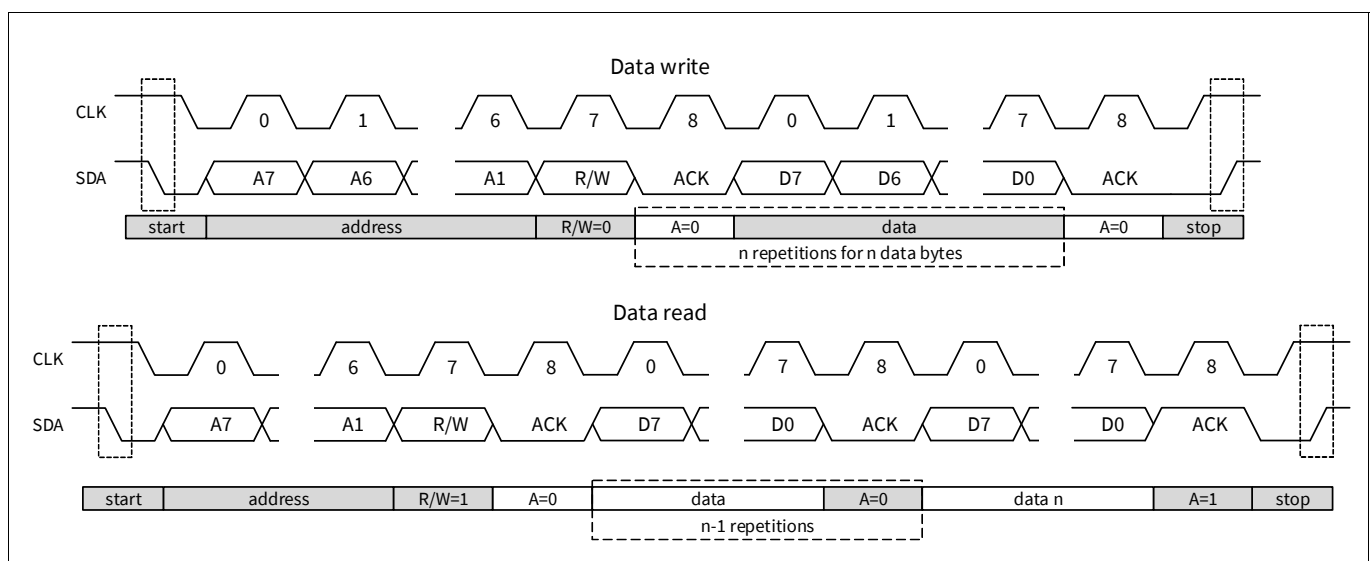 Data write
CLK 0 1 6 7 8 0 1 7 8
SDA A7 A6 A1 R/W ACK D7 D6 D0 ACK
start address R/W=0 A=0 data A=0 stop
n repetitions for n data bytes
Data read
CLK 0 6 7 8 0 7 8 0 7 8
SDA A7 A1 R/W ACK D7 D0 ACK D7 D0 ACK
start address R/W=1 A=0 data A=0 data n A=1 stop
n-1 repetitions